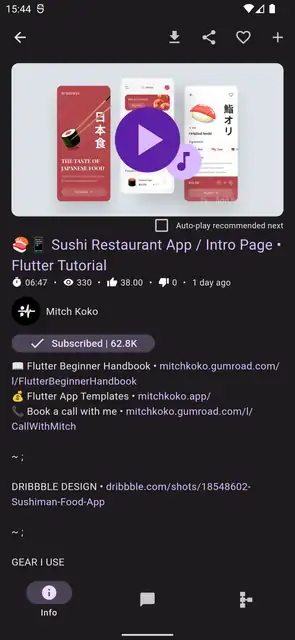 15:44
日本食
THE TASTE OF
JAPANESE FOOD
鮨オリ
Auto-play recommended next
🍣📱 Sushi Restaurant App / Intro Page •
Flutter Tutorial
06:47 • 330 • 38.00 • 0 • 1 day ago
Mitch Koko
Subscribed | 62.8K
📖 Flutter Beginner Handbook • mitchkoko.gumroad.com/
l/FlutterBeginnerHandbook
💰 Flutter App Templates • mitchkoko.app/
📞 Book a call with me • mitchkoko.gumroad.com/l/
CallWithMitch
~ ;
DRIBBBLE DESIGN • dribbble.com/shots/18548602-
Sushiman-Food-App
~ ;
GEAR I USE
Info